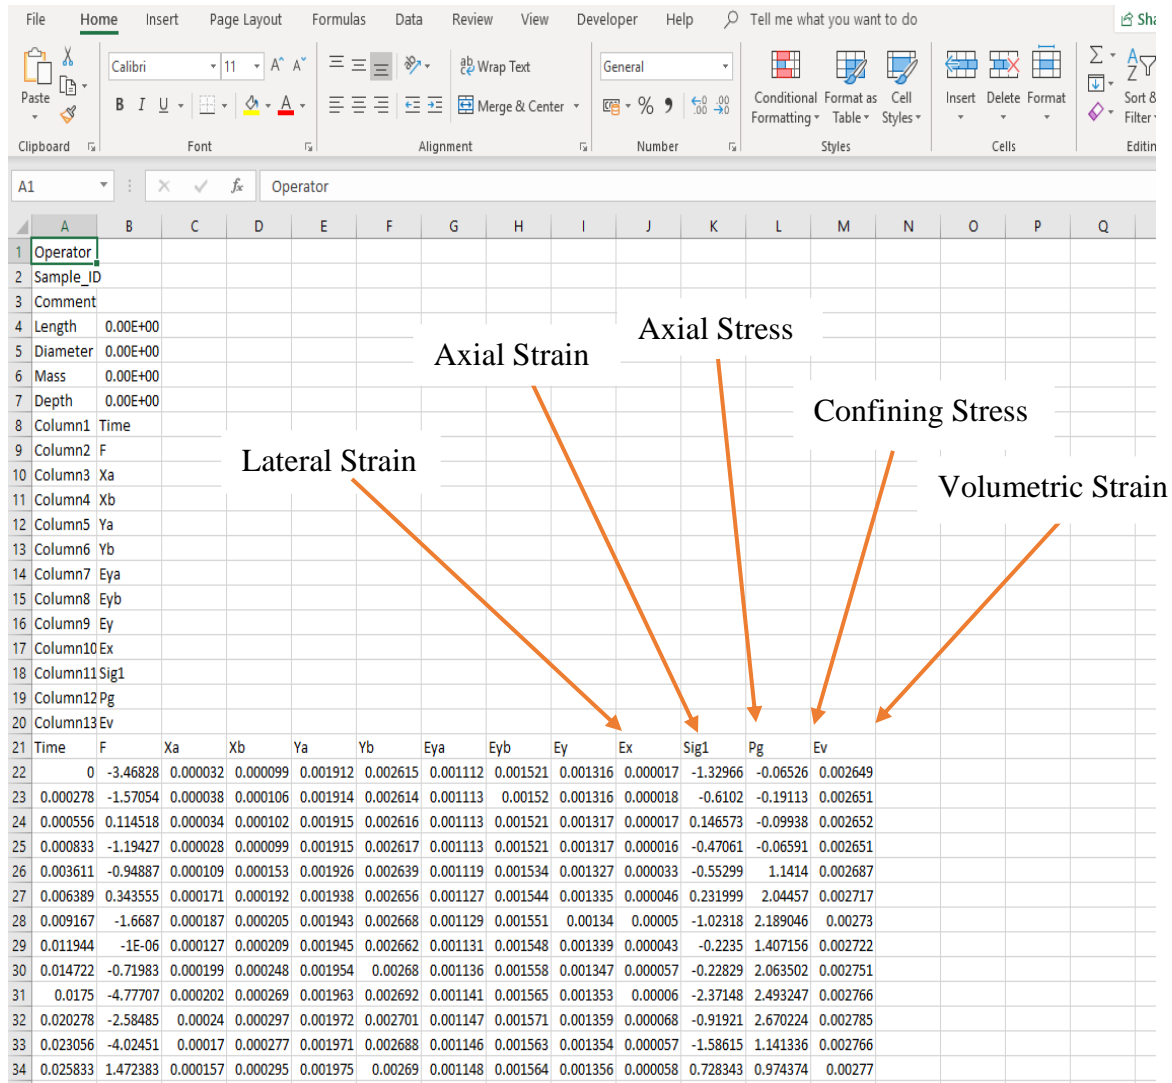 File Home Insert Page Layout Formulas Data Review View Developer Help Tell me what you want to do Sha
Calibri 11 A^ A˅ ab Wrap Text General
Paste B I U A Merge & Center % 9 .00 Conditional Formatting Format as Table Cell Styles Insert Delete Format Σ A Z Sort & Filter
Clipboard Font Alignment Number Styles Cells Editin
A1 fx Operator
A B C D E F G H I J K L M N O P Q
1 Operator
2 Sample_ID
3 Comment
4 Length 0.00E+00
5 Diameter 0.00E+00
6 Mass 0.00E+00
7 Depth 0.00E+00
8 Column1 Time
9 Column2 F
10 Column3 Xa
11 Column4 Xb
12 Column5 Ya
13 Column6 Yb
14 Column7 Eya
15 Column8 Eyb
16 Column9 Ey
17 Column10 Ex
18 Column11 Sig1
19 Column12 Pg
20 Column13 Ev
Axial Stress
Axial Strain
Confining Stress
Lateral Strain
Volumetric Strain
21 Time F Xa Xb Ya Yb Eya Eyb Ey Ex Sig1 Pg Ev
22 0 -3.46828 0.000032 0.000099 0.001912 0.002615 0.001112 0.001521 0.001316 0.000017 -1.32966 -0.06526 0.002649
23 0.000278 -1.57054 0.000038 0.000106 0.001914 0.002614 0.001113 0.00152 0.001316 0.000018 -0.6102 -0.19113 0.002651
24 0.000556 0.114518 0.000034 0.000102 0.001915 0.002616 0.001113 0.001521 0.001317 0.000017 0.146573 -0.09938 0.002652
25 0.000833 -1.19427 0.000028 0.000099 0.001915 0.002617 0.001113 0.001521 0.001317 0.000016 -0.47061 -0.06591 0.002651
26 0.003611 -0.94887 0.000109 0.000153 0.001926 0.002639 0.001119 0.001534 0.001327 0.000033 -0.55299 1.1414 0.002687
27 0.006389 0.343555 0.000171 0.000192 0.001938 0.002656 0.001127 0.001544 0.001335 0.000046 0.231999 2.04457 0.002717
28 0.009167 -1.6687 0.000187 0.000205 0.001943 0.002668 0.001129 0.001551 0.00134 0.00005 -1.02318 2.189046 0.00273
29 0.011944 -1E-06 0.000127 0.000209 0.001945 0.002662 0.001131 0.001548 0.001339 0.000043 -0.2235 1.407156 0.002722
30 0.014722 -0.71983 0.000199 0.000248 0.001954 0.00268 0.001136 0.001558 0.001347 0.000057 -0.22829 2.063502 0.002751
31 0.0175 -4.77707 0.000202 0.000269 0.001963 0.002692 0.001141 0.001565 0.001353 0.00006 -2.37148 2.493247 0.002766
32 0.020278 -2.58485 0.00024 0.000297 0.001972 0.002701 0.001147 0.001571 0.001359 0.000068 -0.91921 2.670224 0.002785
33 0.023056 -4.02451 0.00017 0.000277 0.001971 0.002688 0.001146 0.001563 0.001354 0.000057 -1.58615 1.141336 0.002766
34 0.025833 1.472383 0.000157 0.000295 0.001975 0.00269 0.001148 0.001564 0.001356 0.000058 0.728343 0.974374 0.00277